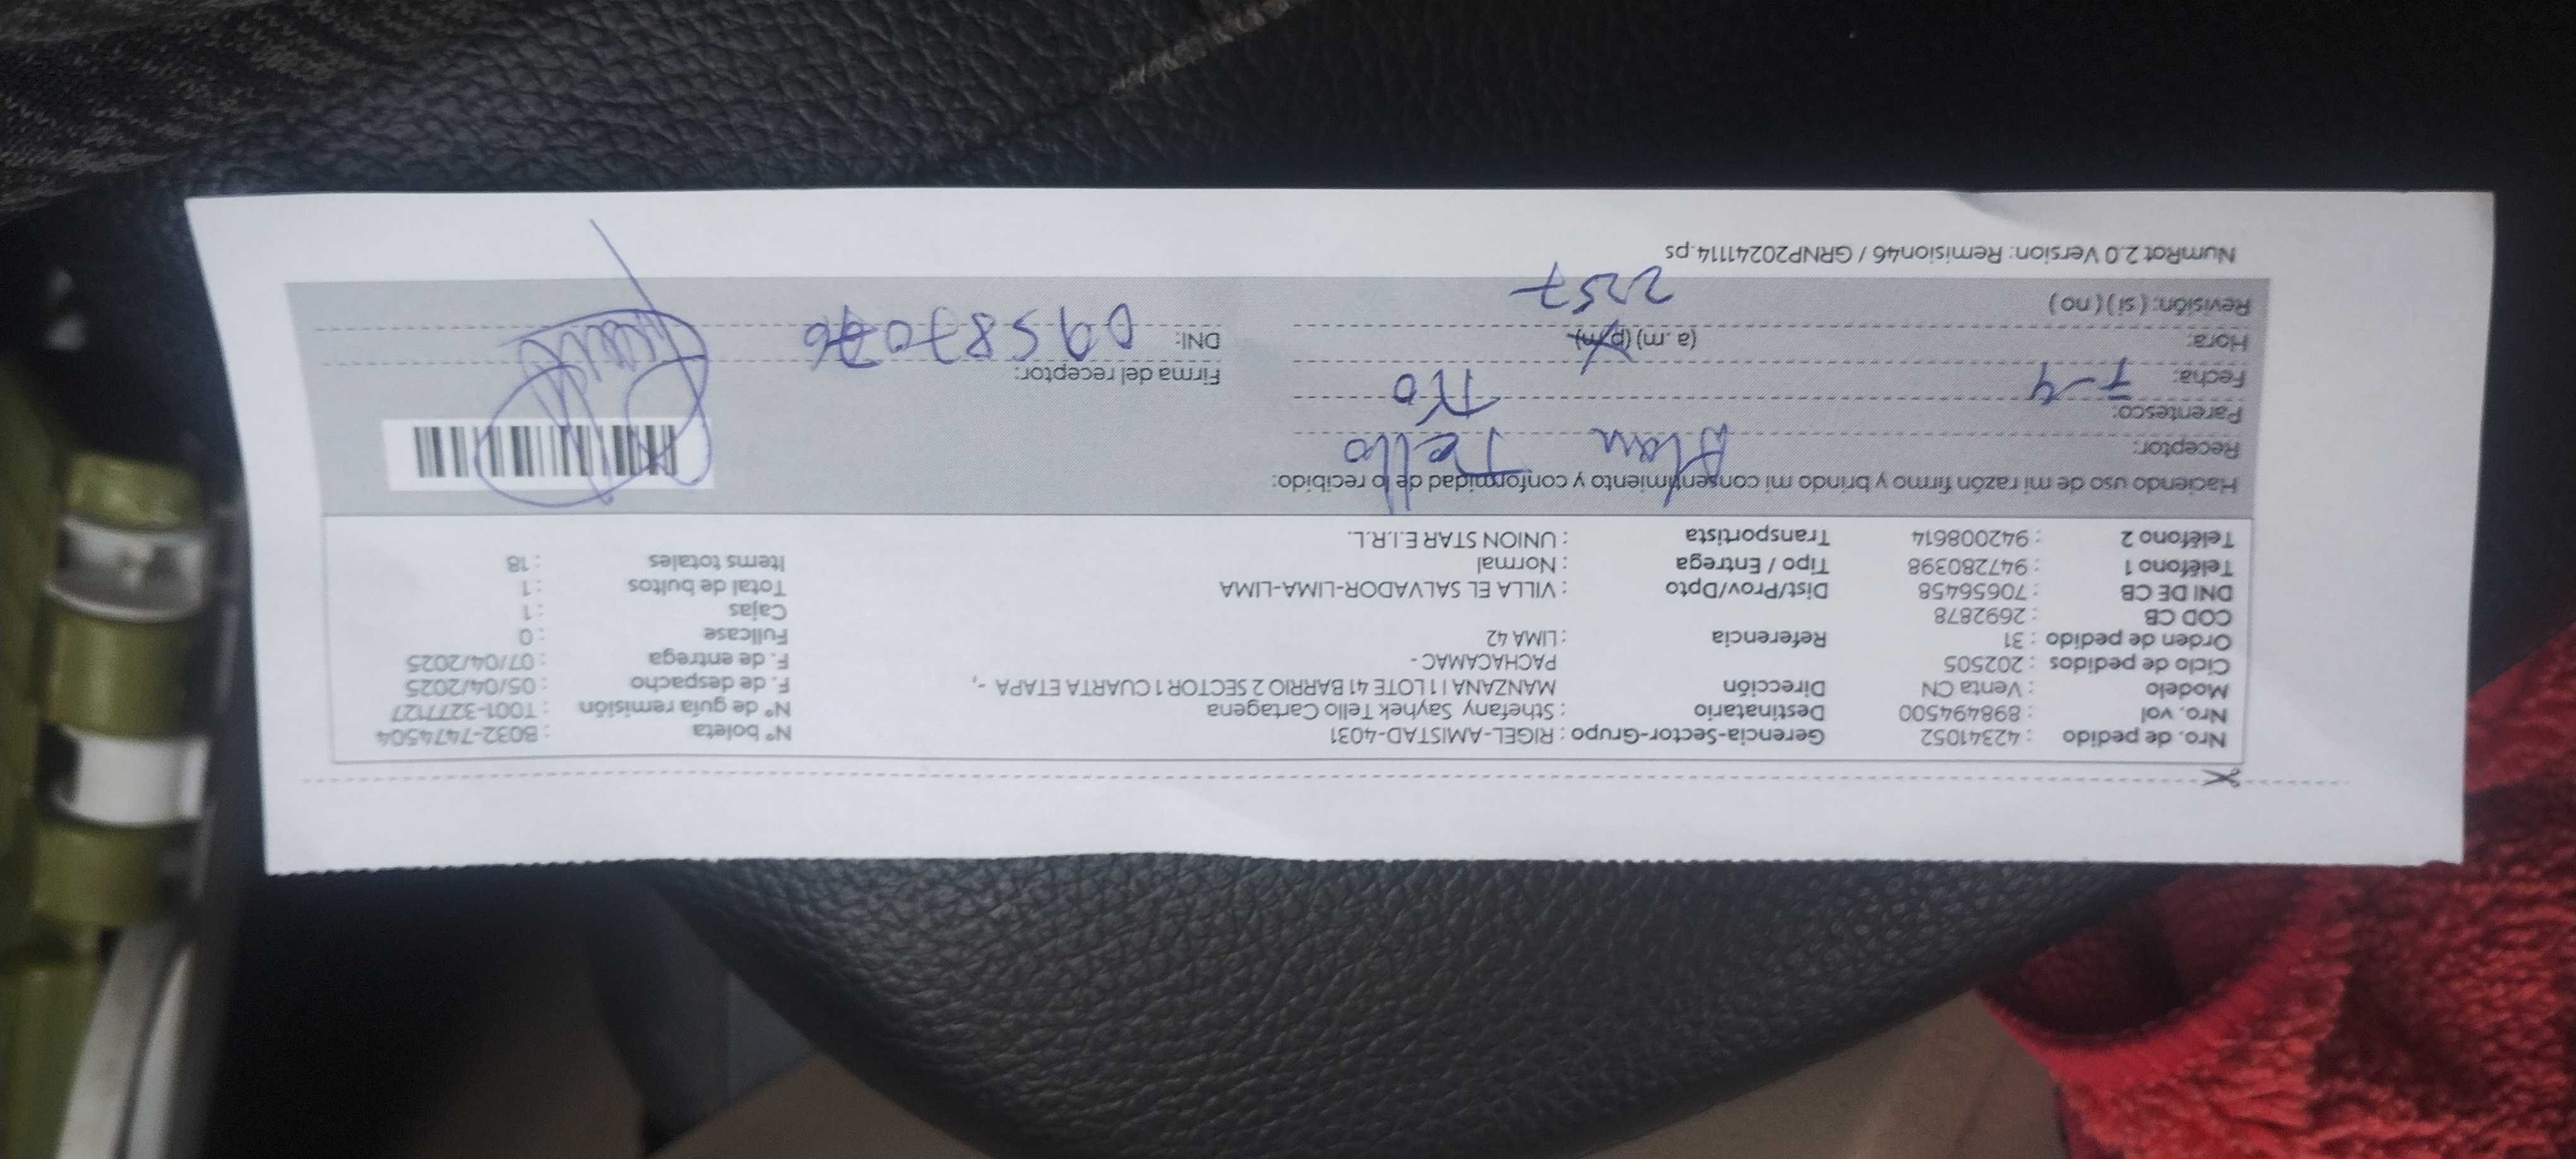 Nro. de pedido : 42341052 Gerencia-Sector-Grupo : RIGEL-AMISTAD-4031 N° boleta : B032-7474504
Nro. vol : 898494500 Destinatario : Sthefany Sayhek Tello Cartagena N° de guía remisión : T001-3277127
Modelo : Venta CN Dirección MANZANA I 1 LOTE 41 BARRIO 2 SECTOR 1 CUARTA ETAPA -, F. de despacho : 05/04/2025
Ciclo de pedidos : 202505 PACHACAMAC - F. de entrega : 07/04/2025
Orden de pedido : 31 Referencia : LIMA 42 Fullcase : 0
COD CB : 2692878 Cajas : 1
DNI DE CB : 70656458 Dist/Prov/Dpto : VILLA EL SALVADOR-LIMA-LIMA Total de bultos : 1
Teléfono 1 : 947280398 Tipo / Entrega : Normal Items totales : 18
Teléfono 2 : 942008614 Transportista : UNION STAR E.I.R.L.
Haciendo uso de mi razón firmo y brindo mi consentimiento y conformidad de lo recibido:
Receptor: Alan Tello
Parentesco: Tío
Fecha: 7-4 Firma del receptor:
Hora: (a .m) (p/m) DNI: 09587076
Revisión: ( si ) ( no ) 2257
NumRot 2.0 Version: Remision46 / GRNP20241114.ps